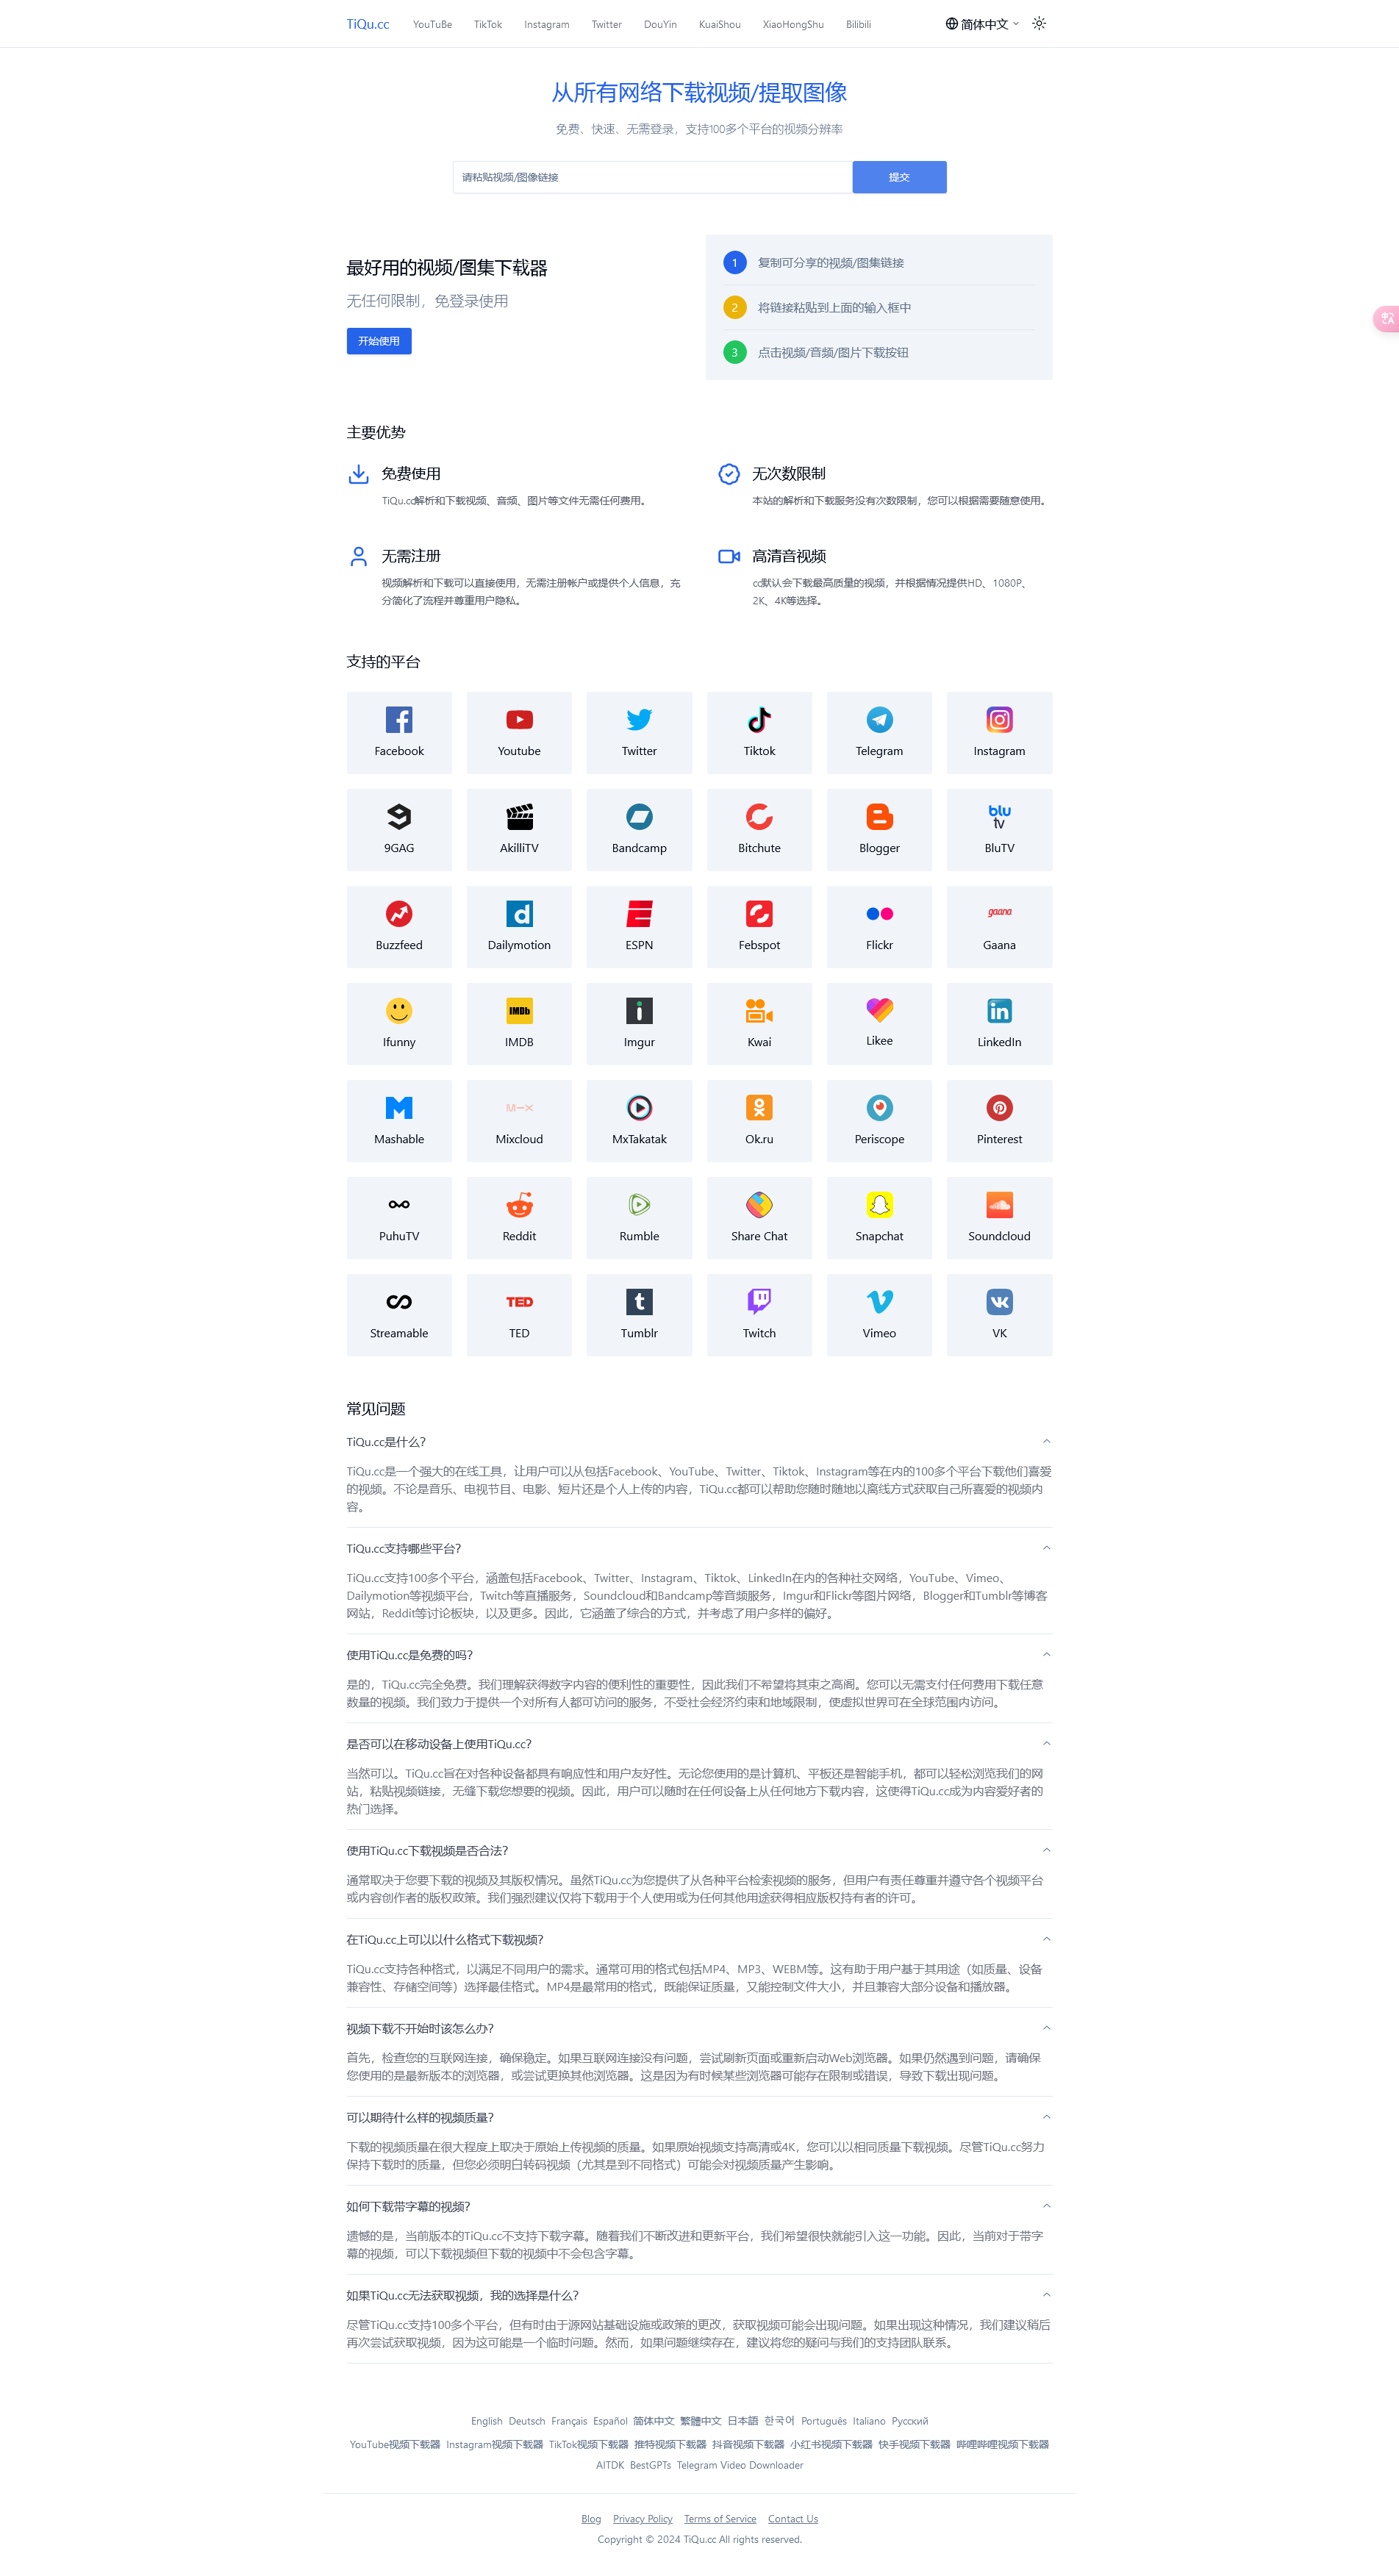 TiQu.cc YouTuBe TikTok Instagram Twitter DouYin KuaiShou XiaoHongShu Bilibili 简体中文
从所有网络下载视频/提取图像
免费、快速、无需登录，支持100多个平台的视频分辨率
请粘贴视频/图像链接 提交
最好用的视频/图集下载器
无任何限制，免登录使用
开始使用
1 复制可分享的视频/图集链接
2 将链接粘贴到上面的输入框中
3 点击视频/音频/图片下载按钮
主要优势
免费使用
TiQu.cc解析和下载视频、音频、图片等文件无需任何费用。
无次数限制
本站的解析和下载服务没有次数限制，您可以根据需要随意使用。
无需注册
视频解析和下载可以直接使用，无需注册帐户或提供个人信息，充
分简化了流程并尊重用户隐私。
高清音视频
cc默认会下载最高质量的视频，并根据情况提供HD、1080P、
2K、4K等选择。
支持的平台
Facebook Youtube Twitter Tiktok Telegram Instagram
blu
tv
9GAG AkilliTV Bandcamp Bitchute Blogger BluTV
gaana
Buzzfeed Dailymotion ESPN Febspot Flickr Gaana
IMDb
in
Ifunny IMDB Imgur Kwai Likee LinkedIn
Mashable Mixcloud MxTakatak Ok.ru Periscope Pinterest
PuhuTV Reddit Rumble Share Chat Snapchat Soundcloud
TED
Streamable TED Tumblr Twitch Vimeo VK
常见问题
TiQu.cc是什么？
TiQu.cc是一个强大的在线工具，让用户可以从包括Facebook、YouTube、Twitter、Tiktok、Instagram等在内的100多个平台下载他们喜爱
的视频。不论是音乐、电视节目、电影、短片还是个人上传的内容，TiQu.cc都可以帮助您随时随地以离线方式获取自己所喜爱的视频内
容。
TiQu.cc支持哪些平台？
TiQu.cc支持100多个平台，涵盖包括Facebook、Twitter、Instagram、Tiktok、LinkedIn在内的各种社交网络，YouTube、Vimeo、
Dailymotion等视频平台，Twitch等直播服务，Soundcloud和Bandcamp等音频服务，Imgur和Flickr等图片网络，Blogger和Tumblr等博客
网站，Reddit等讨论板块，以及更多。因此，它涵盖了综合的方式，并考虑了用户多样的偏好。
使用TiQu.cc是免费的吗？
是的，TiQu.cc完全免费。我们理解获得数字内容的便利性的重要性，因此我们不希望将其束之高阁。您可以无需支付任何费用下载任意
数量的视频。我们致力于提供一个对所有人都可访问的服务，不受社会经济约束和地域限制，使虚拟世界可在全球范围内访问。
是否可以在移动设备上使用TiQu.cc？
当然可以。TiQu.cc旨在对各种设备都具有响应性和用户友好性。无论您使用的是计算机、平板还是智能手机，都可以轻松浏览我们的网
站，粘贴视频链接，无缝下载您想要的视频。因此，用户可以随时在任何设备上从任何地方下载内容，这使得TiQu.cc成为内容爱好者的
热门选择。
使用TiQu.cc下载视频是否合法？
通常取决于您要下载的视频及其版权情况。虽然TiQu.cc为您提供了从各种平台检索视频的服务，但用户有责任尊重并遵守各个视频平台
或内容创作者的版权政策。我们强烈建议仅将下载用于个人使用或为任何其他用途获得相应版权持有者的许可。
在TiQu.cc上可以以什么格式下载视频？
TiQu.cc支持各种格式，以满足不同用户的需求。通常可用的格式包括MP4、MP3、WEBM等。这有助于用户基于其用途（如质量、设备
兼容性、存储空间等）选择最佳格式。MP4是最常用的格式，既能保证质量，又能控制文件大小，并且兼容大部分设备和播放器。
视频下载不开始时该怎么办？
首先，检查您的互联网连接，确保稳定。如果互联网连接没有问题，尝试刷新页面或重新启动Web浏览器。如果仍然遇到问题，请确保
您使用的是最新版本的浏览器，或尝试更换其他浏览器。这是因为有时候某些浏览器可能存在限制或错误，导致下载出现问题。
可以期待什么样的视频质量？
下载的视频质量在很大程度上取决于原始上传视频的质量。如果原始视频支持高清或4K，您可以以相同质量下载视频。尽管TiQu.cc努力
保持下载时的质量，但您必须明白转码视频（尤其是到不同格式）可能会对视频质量产生影响。
如何下载带字幕的视频？
遗憾的是，当前版本的TiQu.cc不支持下载字幕。随着我们不断改进和更新平台，我们希望很快就能引入这一功能。因此，当前对于带字
幕的视频，可以下载视频但下载的视频中不会包含字幕。
如果TiQu.cc无法获取视频，我的选择是什么？
尽管TiQu.cc支持100多个平台，但有时由于源网站基础设施或政策的更改，获取视频可能会出现问题。如果出现这种情况，我们建议稍后
再次尝试获取视频，因为这可能是一个临时问题。然而，如果问题继续存在，建议将您的疑问与我们的支持团队联系。
English Deutsch Français Español 简体中文 繁體中文 日本語 한국어 Português Italiano Русский
YouTube视频下载器 Instagram视频下载器 TikTok视频下载器 推特视频下载器 抖音视频下载器 小红书视频下载器 快手视频下载器 哔哩哔哩视频下载器
AITDK BestGPTs Telegram Video Downloader
Blog Privacy Policy Terms of Service Contact Us
Copyright © 2024 TiQu.cc All rights reserved.